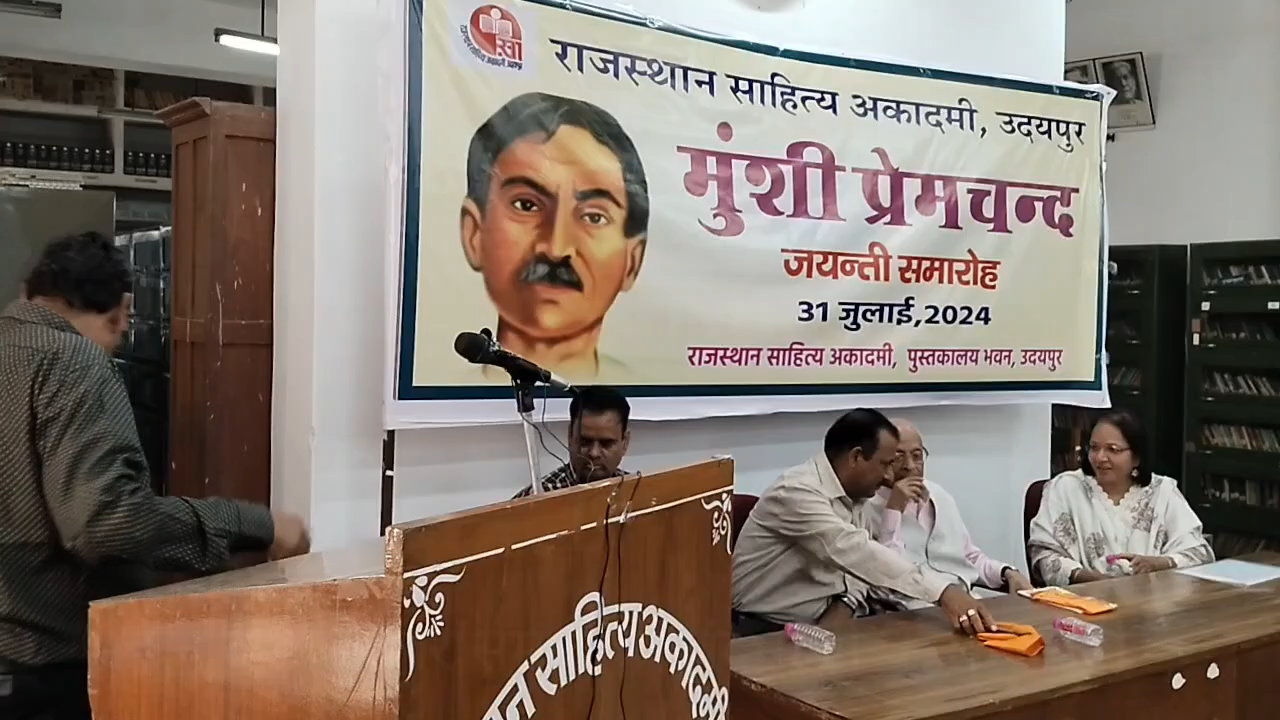 राजस्थान साहित्य अकादमी, उदयपुर
मुंशी प्रेमचन्द
जयन्ती समारोह
31 जुलाई,2024
राजस्थान साहित्य अकादमी, पुस्तकालय भवन, उदयपुर
साहित्य अकादमी